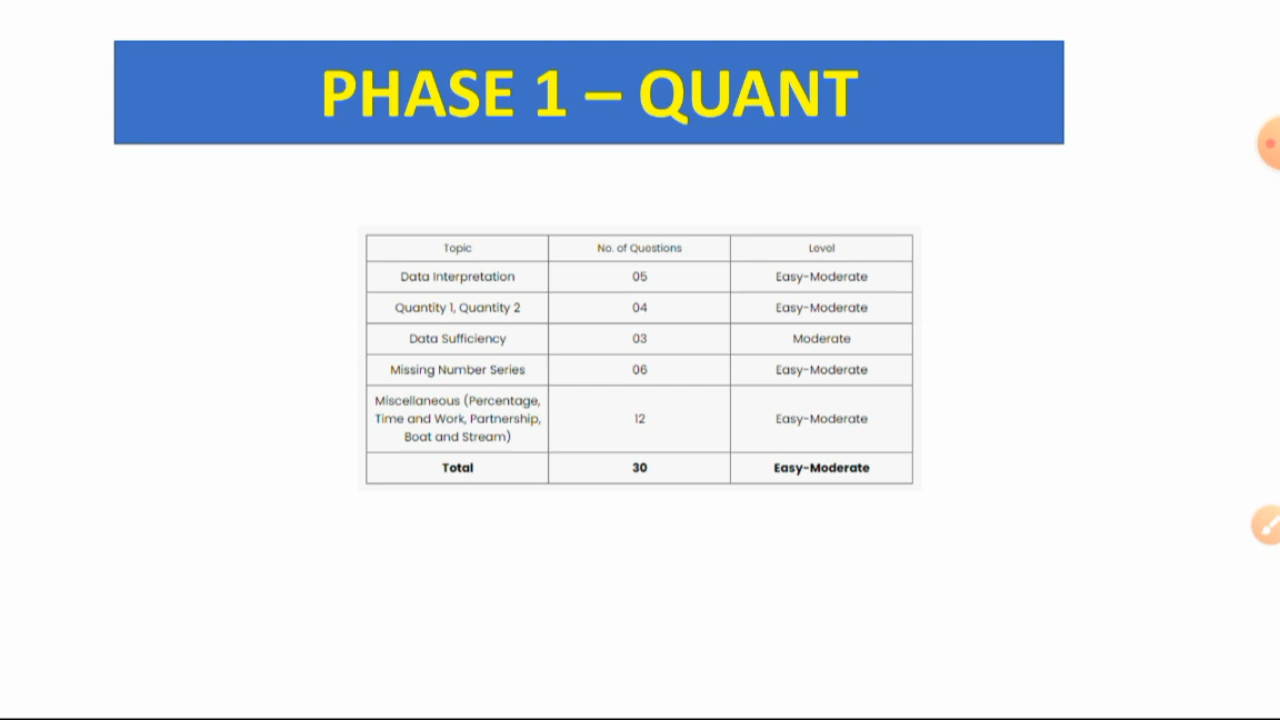 PHASE 1 – QUANT
Topic No. of Questions Level
Data Interpretation 05 Easy-Moderate
Quantity 1, Quantity 2 04 Easy-Moderate
Data Sufficiency 03 Moderate
Missing Number Series 06 Easy-Moderate
Miscellaneous (Percentage,
Time and Work, Partnership, 12 Easy-Moderate
Boat and Stream)
Total 30 Easy-Moderate